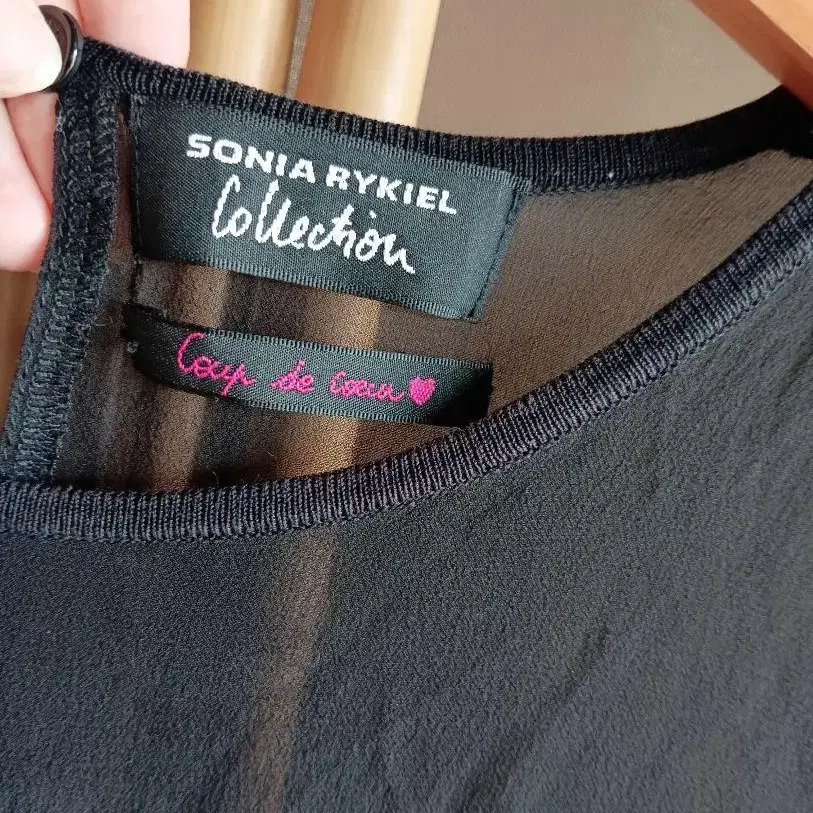 SONIA RYKIEL
Collection
Coup de cœur